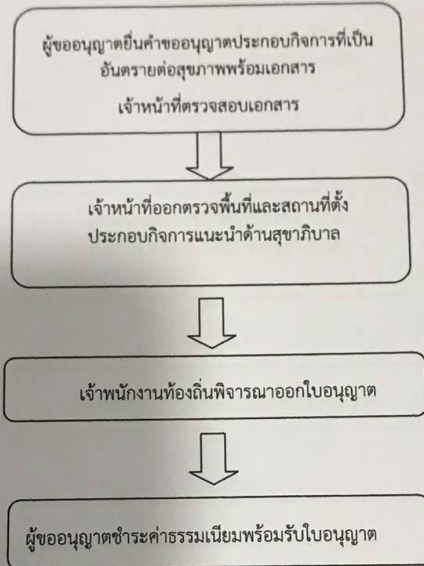 ผู้ขออนุญาตยื่นคำขออนุญาตประกอบกิจการที่เป็น
อันตรายต่อสุขภาพพร้อมเอกสาร
เจ้าหน้าที่ตรวจสอบเอกสาร
เจ้าหน้าที่ออกตรวจพื้นที่และสถานที่ตั้ง
ประกอบกิจการแนะนำด้านสุขาภิบาล
เจ้าพนักงานท้องถิ่นพิจารณาออกใบอนุญาต
ผู้ขออนุญาตชำระค่าธรรมเนียมพร้อมรับใบอนุญาต